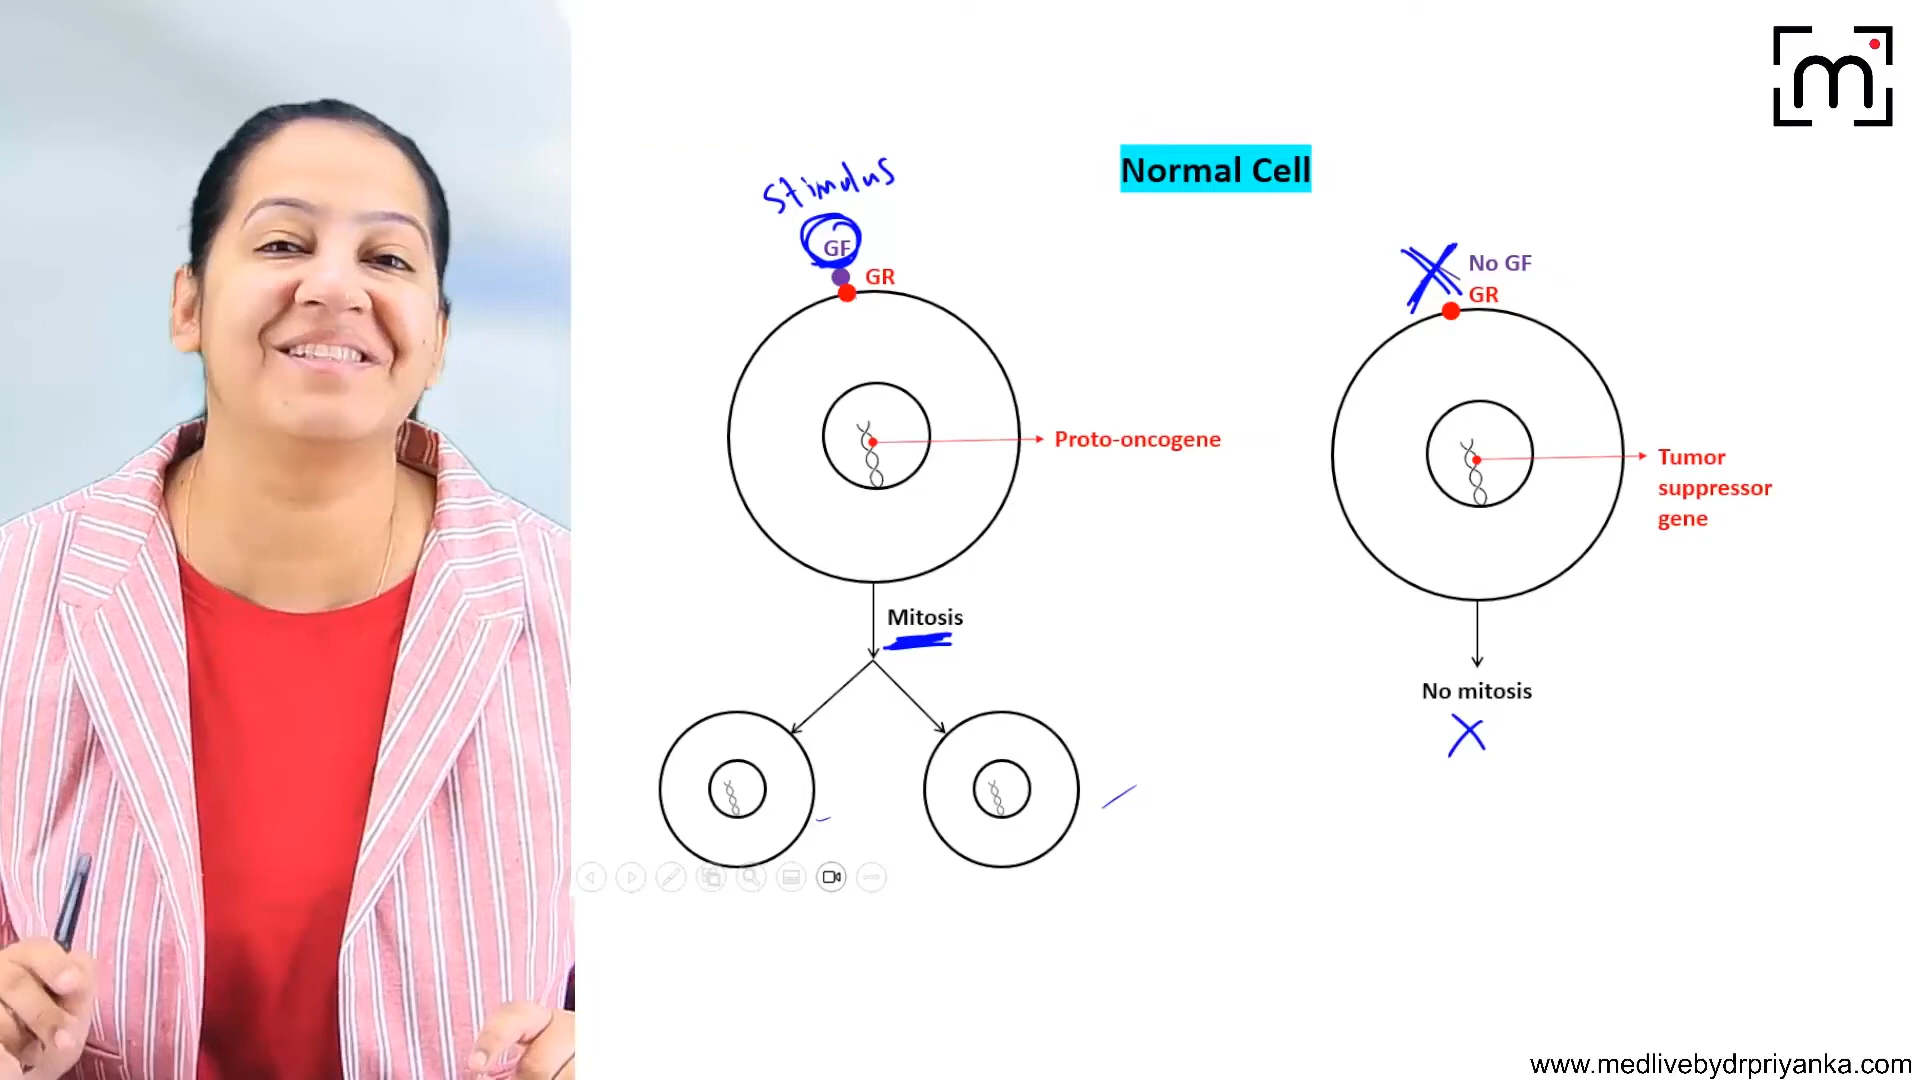 m
Normal Cell
Stimulus
GF
GR
Proto-oncogene
Mitosis
No GF
GR
Tumor
suppressor
gene
No mitosis
www.medlivebydrpriyanka.com